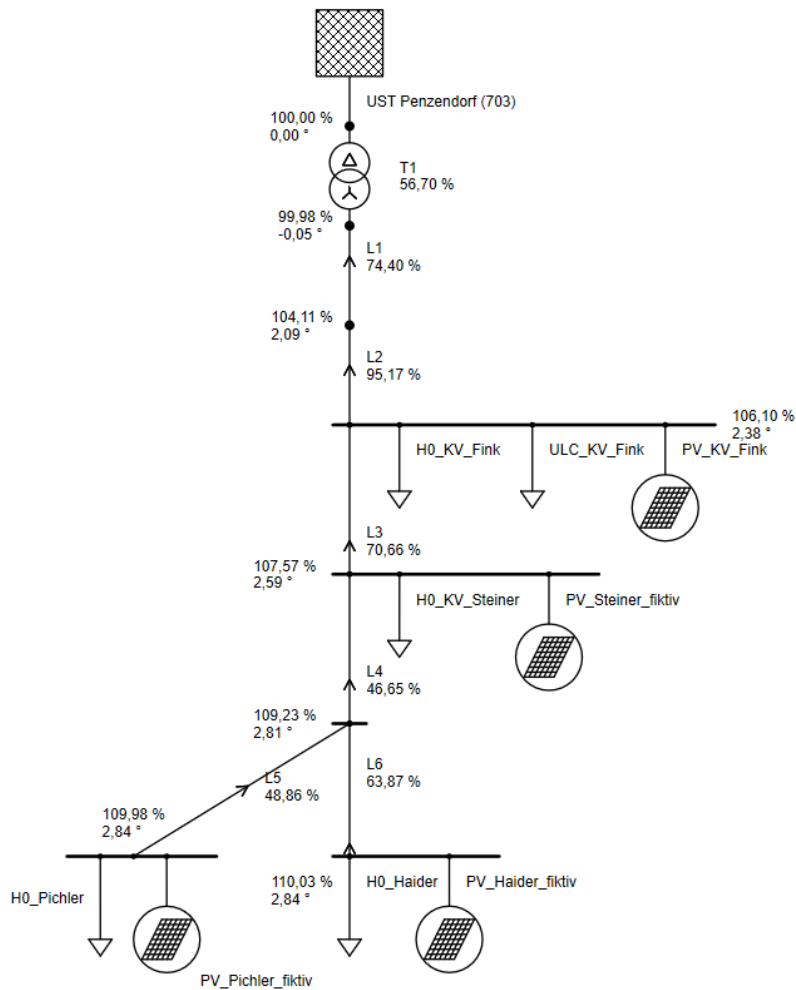 UST Penzendorf (703)
100,00 %
0,00 °
T1
56,70 %
99,98 %
-0,05 °
L1
74,40 %
104,11 %
2,09 °
L2
95,17 %
106,10 %
2,38 °
H0_KV_Fink
ULC_KV_Fink
PV_KV_Fink
L3
70,66 %
107,57 %
2,59 °
H0_KV_Steiner
PV_Steiner_fiktiv
L4
46,65 %
109,23 %
2,81 °
L5
48,86 %
L6
63,87 %
109,98 %
2,84 °
H0_Pichler
PV_Pichler_fiktiv
110,03 %
2,84 °
H0_Haider
PV_Haider_fiktiv